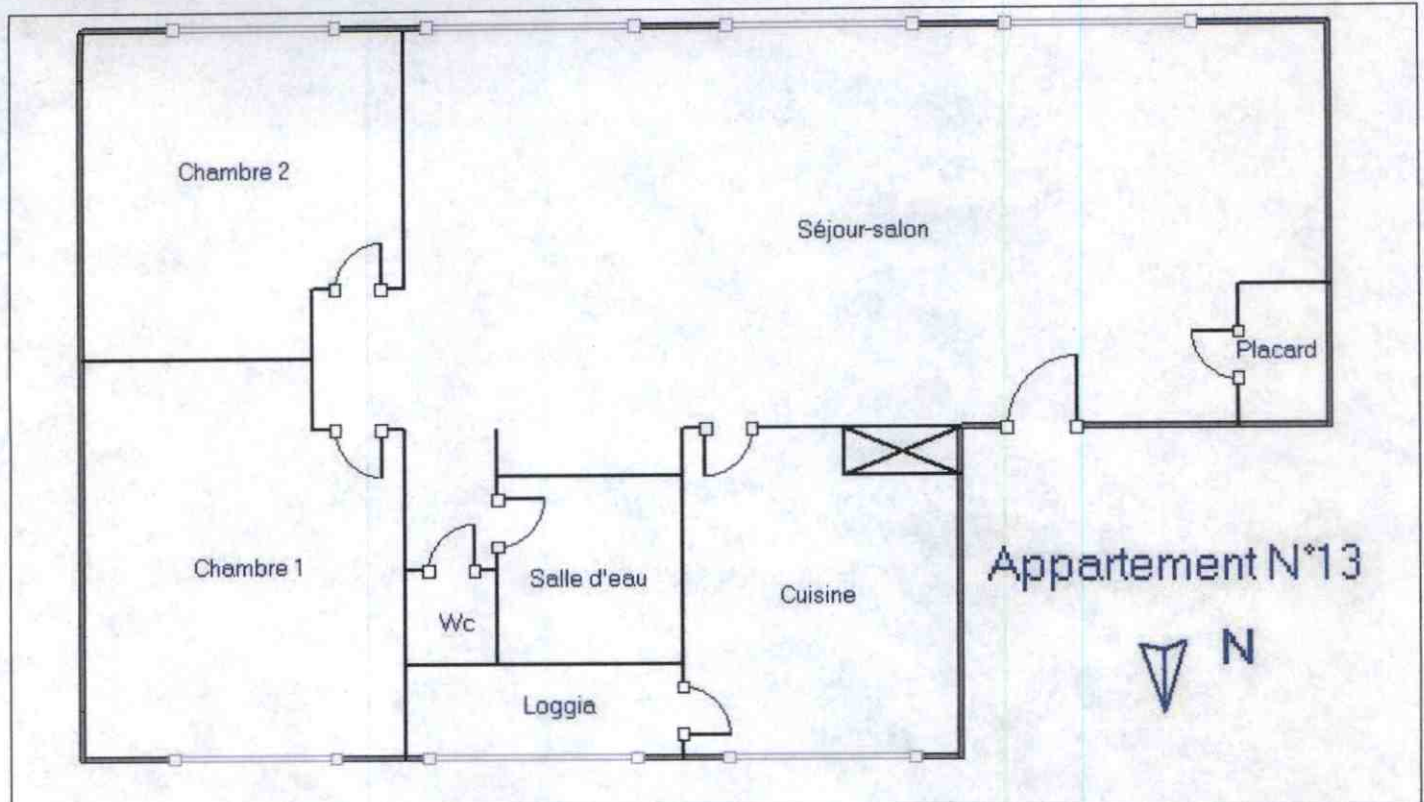 Chambre 2
Séjour-salon
Placard
Chambre 1
Salle d'eau
Cuisine
Appartement N°13
Wc
N
Loggia